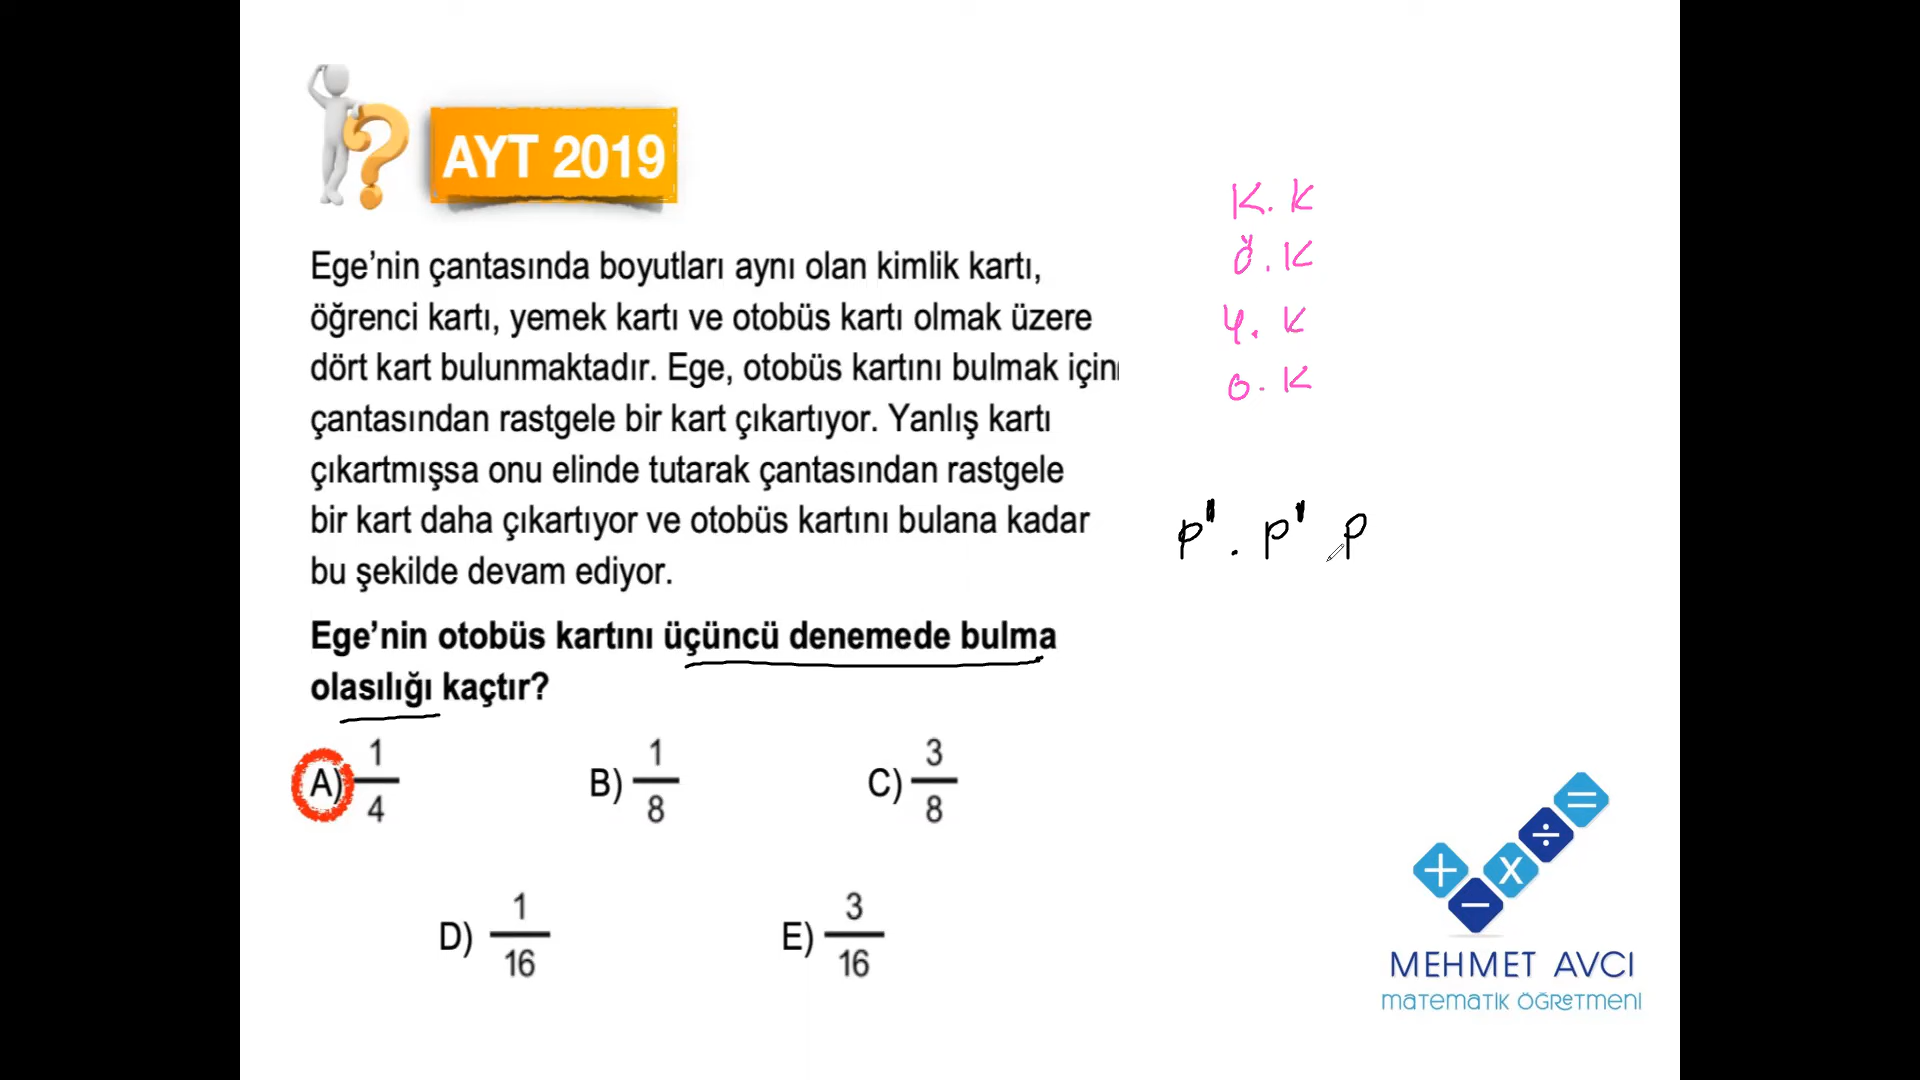 AYT 2019
Ege’nin çantasında boyutları aynı olan kimlik kartı,
öğrenci kartı, yemek kartı ve otobüs kartı olmak üzere
dört kart bulunmaktadır. Ege, otobüs kartını bulmak için
çantasından rastgele bir kart çıkartıyor. Yanlış kartı
çıkartmışsa onu elinde tutarak çantasından rastgele
bir kart daha çıkartıyor ve otobüs kartını bulana kadar
bu şekilde devam ediyor.
Ege’nin otobüs kartını üçüncü denemede bulma
olasılığı kaçtır?
A) 1/4
B) 1/8
C) 3/8
D) 1/16
E) 3/16
K. K
Ö. K
Y. K
O. K
P' . P' P
+ - x ÷ =
MEHMET AVCI
matematik öğretmeni